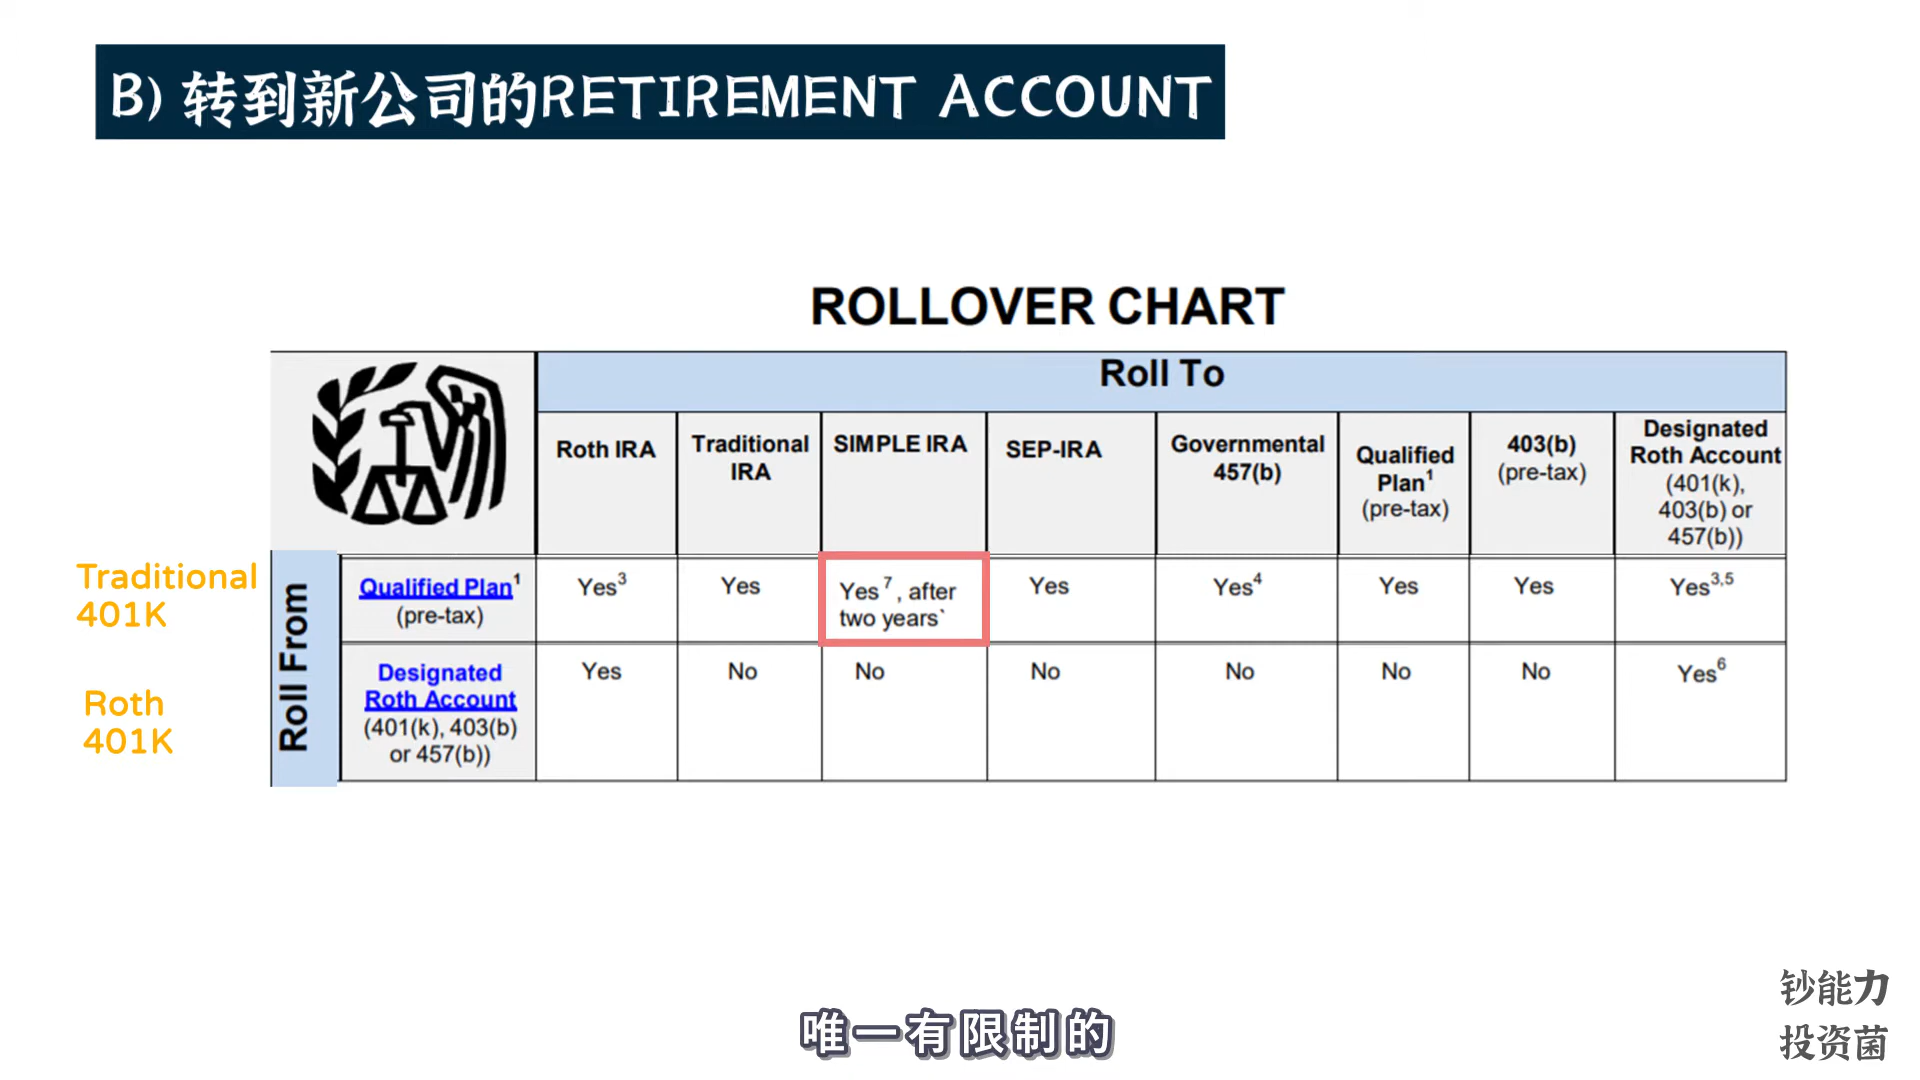 B) 转到新公司的RETIREMENT ACCOUNT
ROLLOVER CHART
Roll To
Roth IRA
Traditional
IRA
SIMPLE IRA
SEP-IRA
Governmental
457(b)
Qualified
Plan1
(pre-tax)
403(b)
(pre-tax)
Designated
Roth Account
(401(k),
403(b) or
457(b))
Roll From
Traditional
401K
Qualified Plan1
(pre-tax)
Yes3
Yes
Yes 7 , after
two years`
Yes
Yes4
Yes
Yes
Yes3,5
Roth
401K
Designated
Roth Account
(401(k), 403(b)
or 457(b))
Yes
No
No
No
No
No
No
Yes6
唯一有限制的
钞能力
投资菌